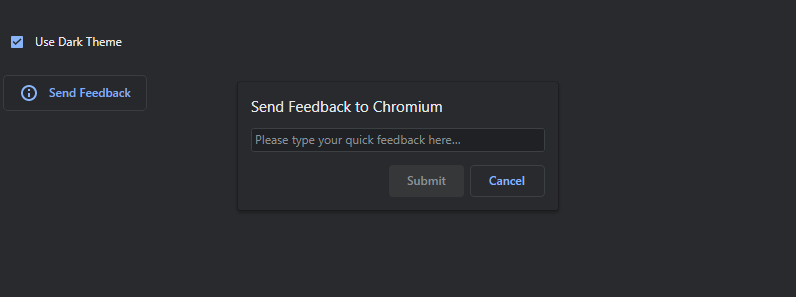 Use Dark Theme
Send Feedback
Send Feedback to Chromium
Please type your quick feedback here...
Submit
Cancel